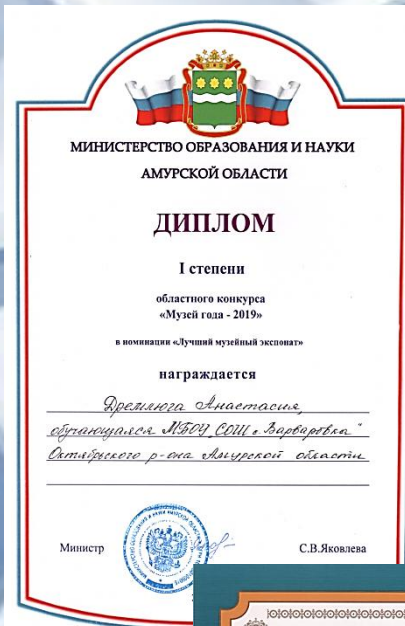 МИНИСТЕРСТВО ОБРАЗОВАНИЯ И НАУКИ
АМУРСКОЙ ОБЛАСТИ
ДИПЛОМ
I степени
областного конкурса
«Музей года - 2019»
в номинации «Лучший музейный экспонат»
награждается
Дремлюга Анастасия,
обучающаяся МБОУ СОШ с. Варваровка"
Октябрьского р-она Амурской области
Министр С.В.Яковлева